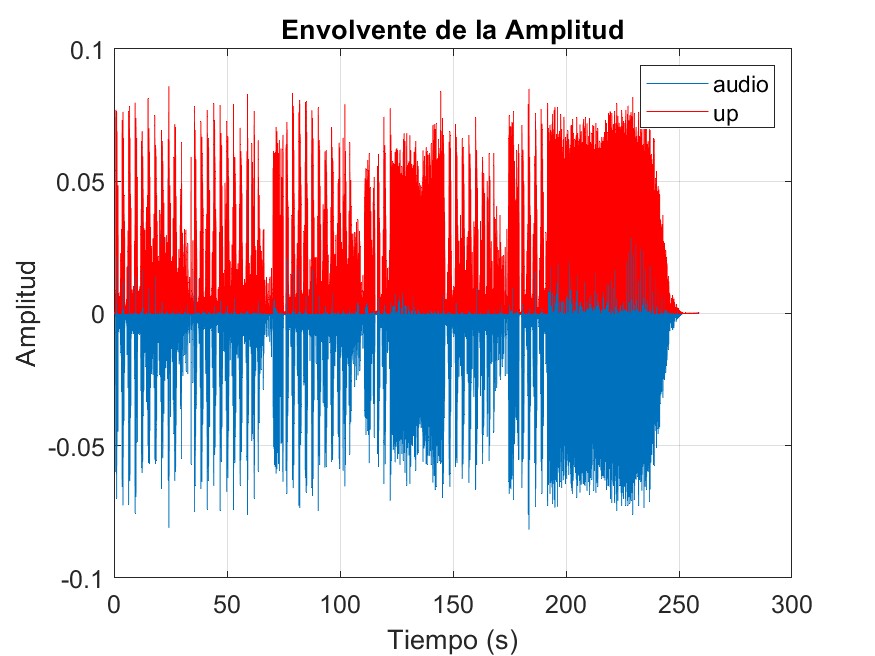 Envolvente de la Amplitud
0.1
0.05
0
-0.05
-0.1
Amplitud
audio
up
0 50 100 150 200 250 300
Tiempo (s)